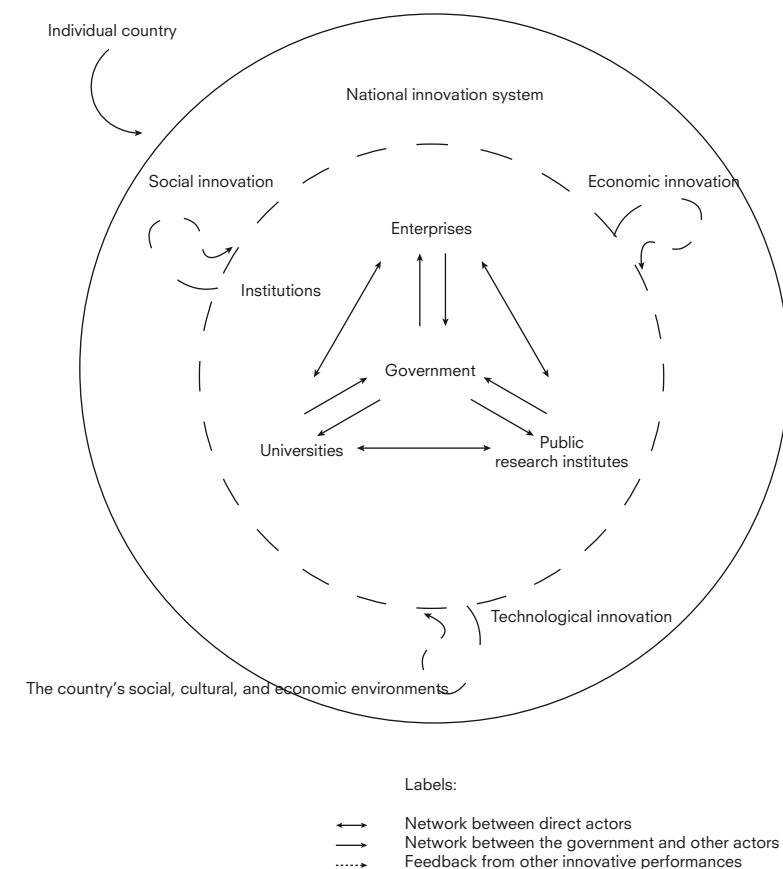 Individual country
National innovation system
Social innovation
Economic innovation
Enterprises
Institutions
Government
Universities
Public
research institutes
Technological innovation
The country’s social, cultural, and economic environments
Labels:
Network between direct actors
Network between the government and other actors
Feedback from other innovative performances